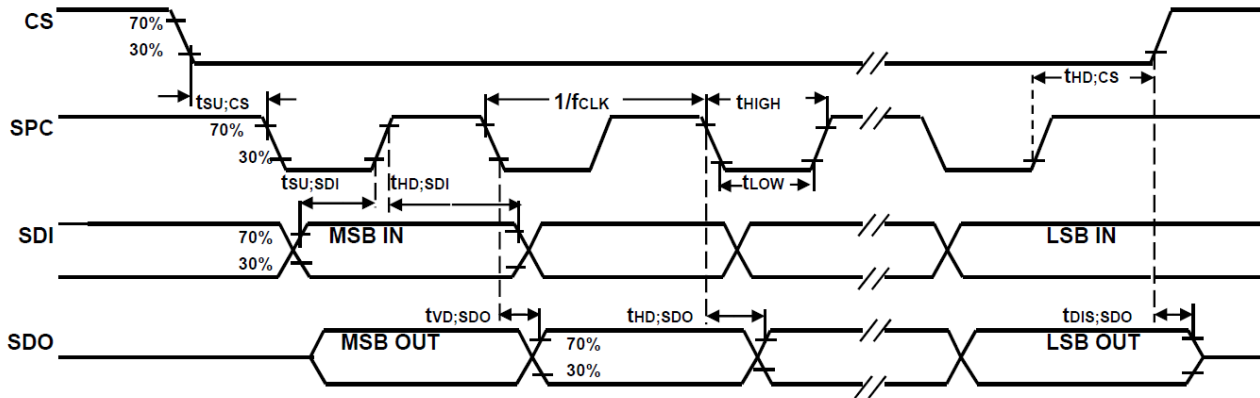 CS
70%
30%
tHD;CS
tSU;CS
1/fCLK
tHIGH
SPC
70%
30%
tSU;SDI
tHD;SDI
tLOW
SDI
70%
MSB IN
LSB IN
30%
tVD;SDO
tHD;SDO
tDIS;SDO
SDO
MSB OUT
70%
LSB OUT
30%